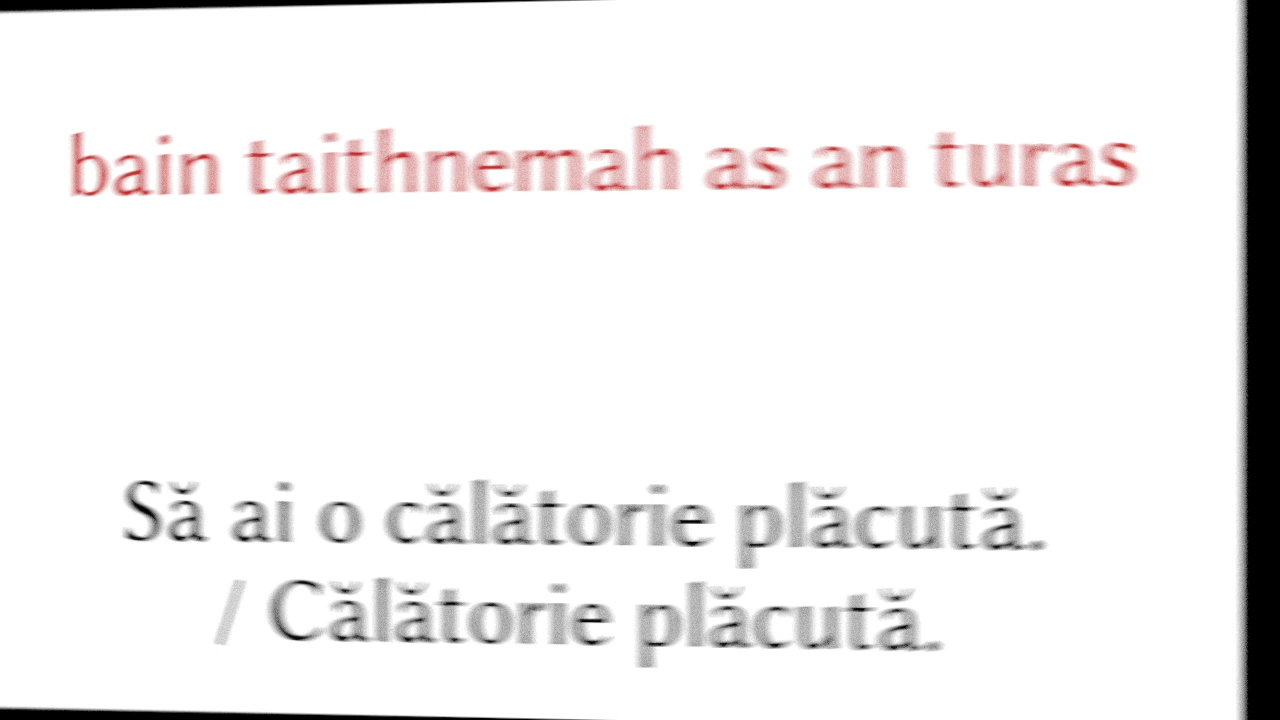 bain taithnemah as an turas
Să ai o călătorie plăcută.
/ Călătorie plăcută.